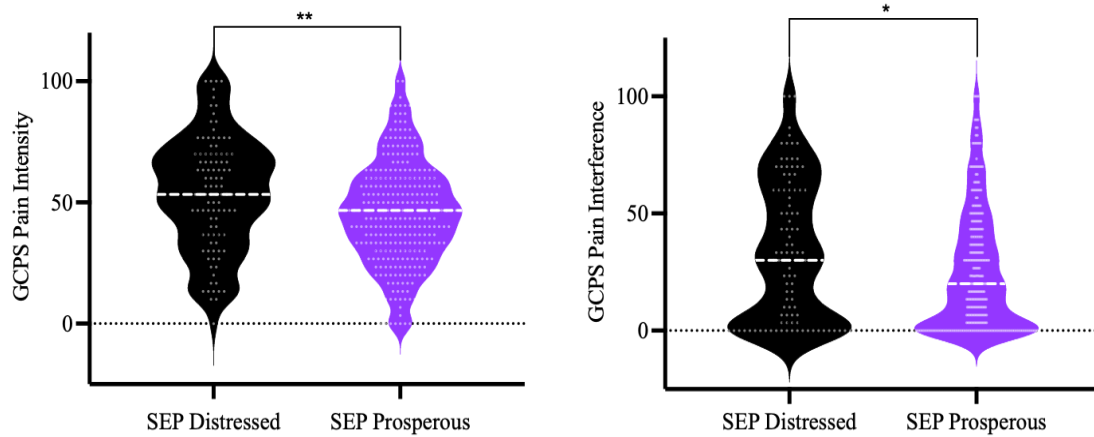 **
100
50
0
GCPS Pain Intensity
SEP Distressed
SEP Prosperous
*
100
50
0
GCPS Pain Interference
SEP Distressed
SEP Prosperous